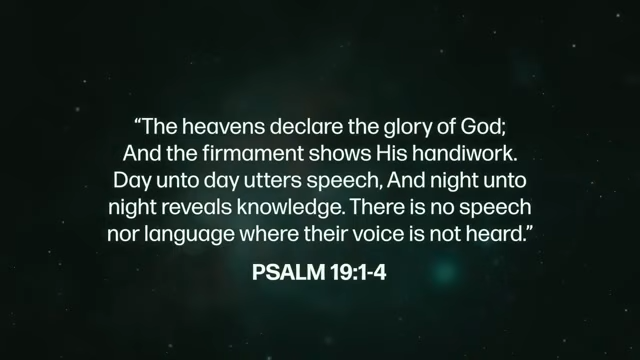 “The heavens declare the glory of God;
And the firmament shows His handiwork.
Day unto day utters speech, And night unto
night reveals knowledge. There is no speech
nor language where their voice is not heard.”
PSALM 19:1-4